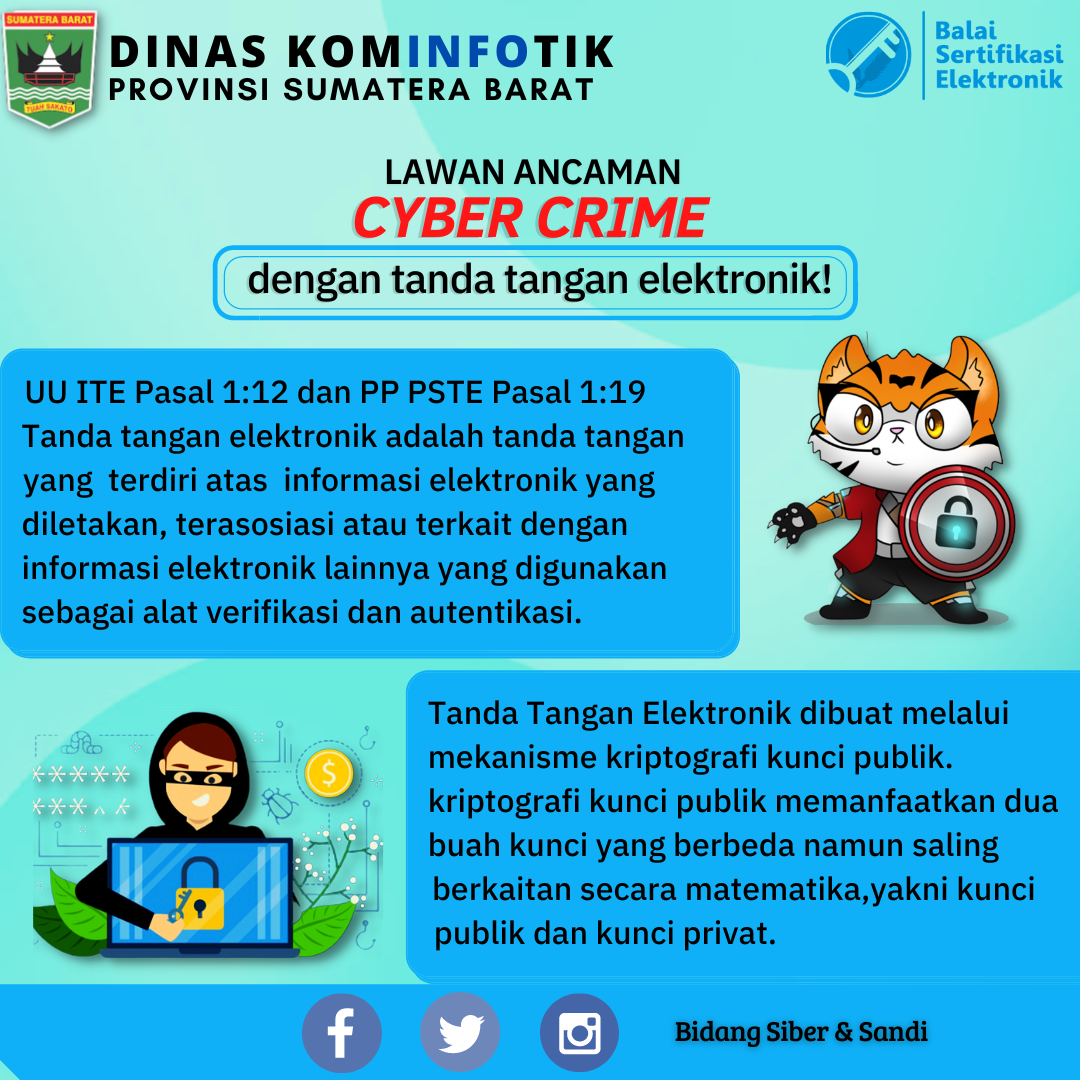 SUMATERA BARAT
TUAH SAKATO
DINAS KOMINFOTIK
PROVINSI SUMATERA BARAT
Balai
Sertifikasi
Elektronik
LAWAN ANCAMAN
CYBER CRIME
dengan tanda tangan elektronik!
UU ITE Pasal 1:12 dan PP PSTE Pasal 1:19
Tanda tangan elektronik adalah tanda tangan
yang terdiri atas informasi elektronik yang
diletakan, terasosiasi atau terkait dengan
informasi elektronik lainnya yang digunakan
sebagai alat verifikasi dan autentikasi.
Tanda Tangan Elektronik dibuat melalui
mekanisme kriptografi kunci publik.
kriptografi kunci publik memanfaatkan dua
buah kunci yang berbeda namun saling
berkaitan secara matematika,yakni kunci
publik dan kunci privat.
Bidang Siber & Sandi